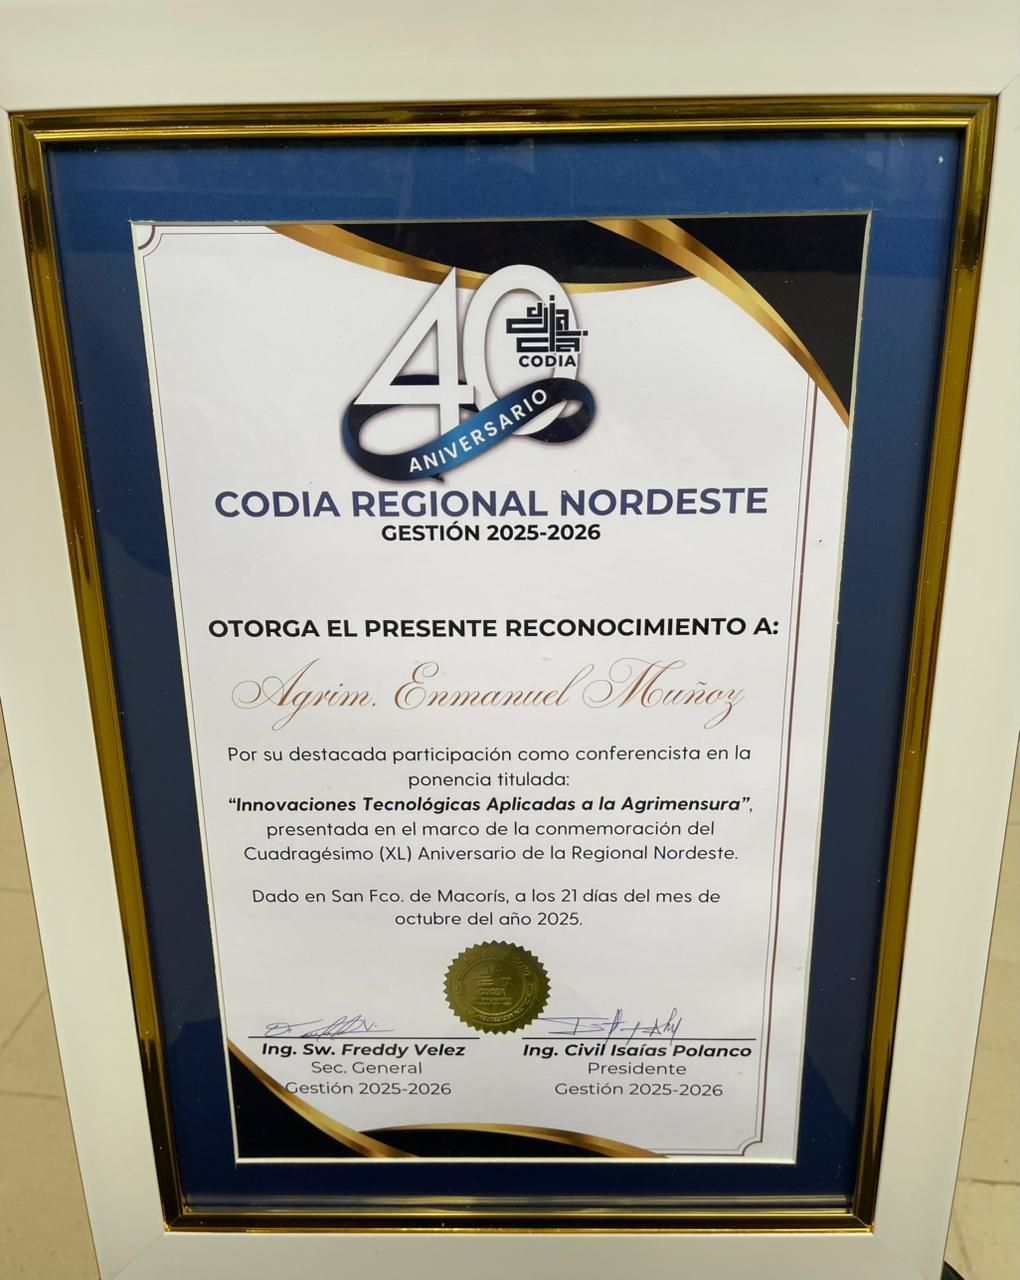 40
CODIA
ANIVERSARIO
CODIA REGIONAL NORDESTE
GESTIÓN 2025-2026
OTORGA EL PRESENTE RECONOCIMIENTO A:
Agrim. Enmanuel Muñoz
Por su destacada participación como conferencista en la
ponencia titulada:
“Innovaciones Tecnológicas Aplicadas a la Agrimensura”,
presentada en el marco de la conmemoración del
Cuadragésimo (XL) Aniversario de la Regional Nordeste.
Dado en San Fco. de Macorís, a los 21 días del mes de
octubre del año 2025.
CODIA
Ing. Sw. Freddy Velez
Sec. General
Gestión 2025-2026
Ing. Civil Isaías Polanco
Presidente
Gestión 2025-2026